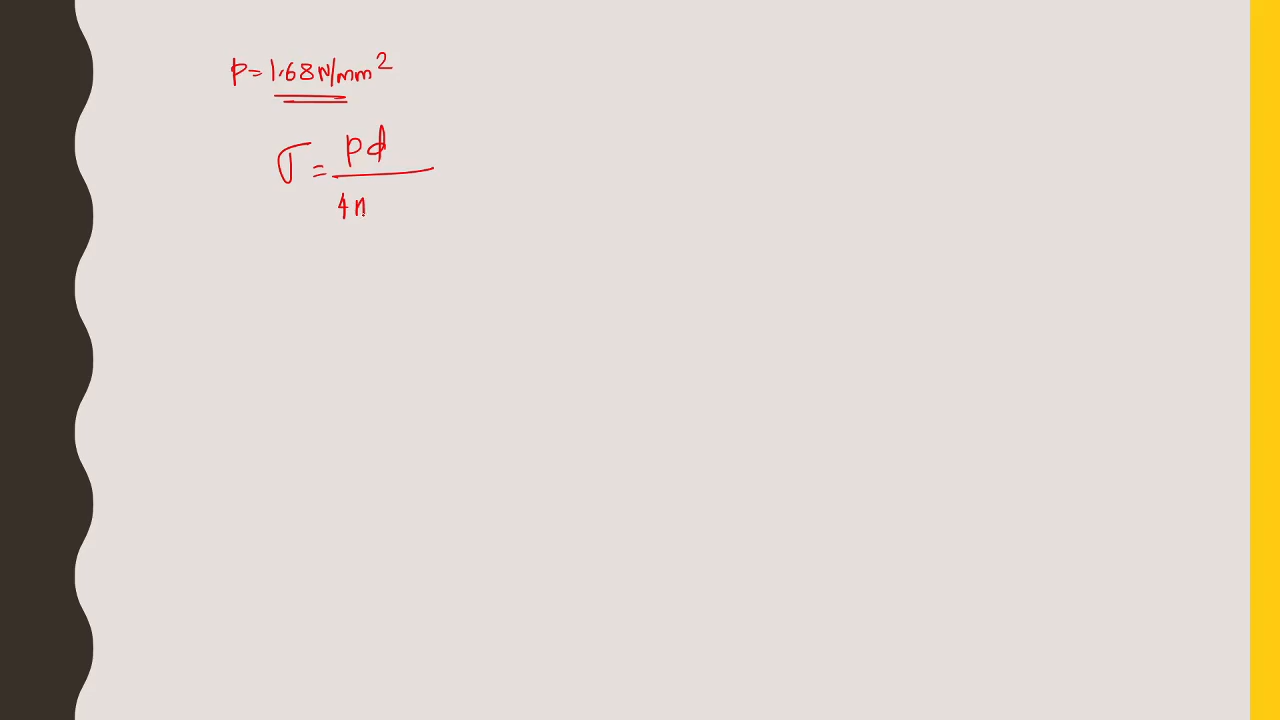 p = 1.68 N/mm²
σ = pd / 4n